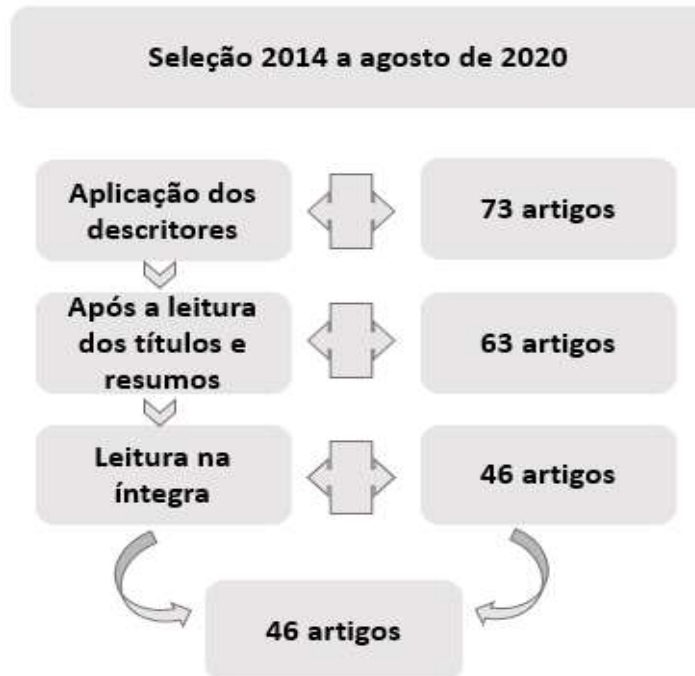 Seleção 2014 a agosto de 2020
Aplicação dos
descritores
73 artigos
Após a leitura
dos títulos e
resumos
63 artigos
Leitura na
íntegra
46 artigos
46 artigos